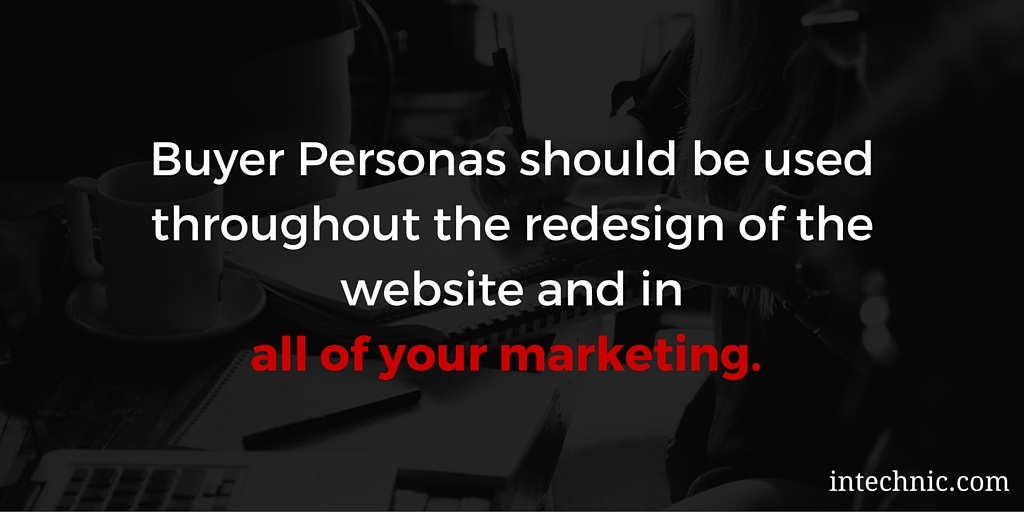 Buyer Personas should be used
throughout the redesign of the
website and in
all of your marketing.
intechnic.com